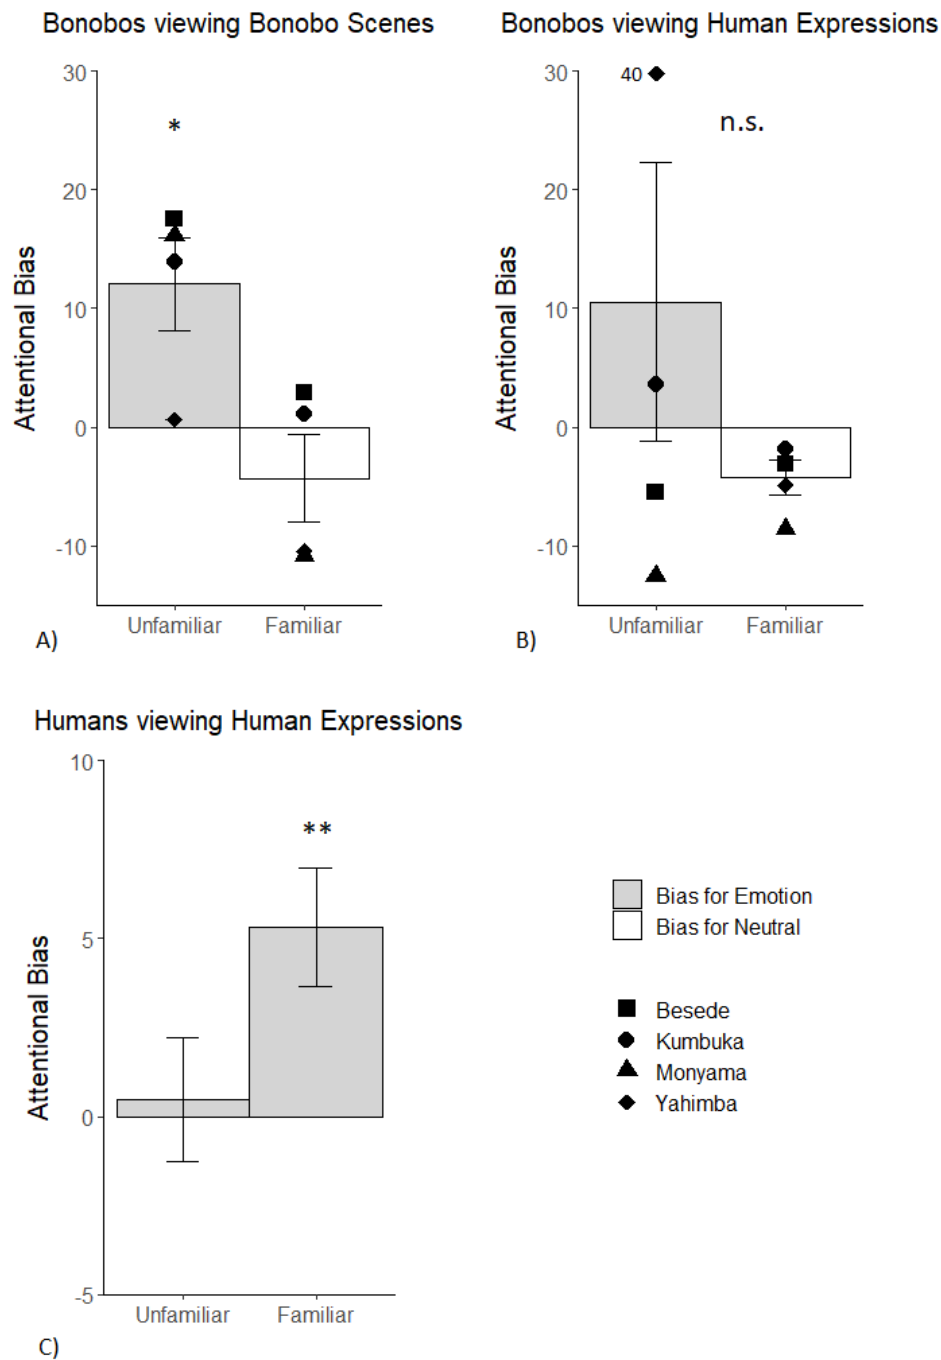 Bonobos viewing Bonobo Scenes
Attentional Bias
30
20
10
0
-10
*
Unfamiliar Familiar
A)
Bonobos viewing Human Expressions
Attentional Bias
30
20
10
0
-10
40
n.s.
Unfamiliar Familiar
B)
Humans viewing Human Expressions
Attentional Bias
10
5
0
-5
**
Unfamiliar Familiar
C)
Bias for Emotion
Bias for Neutral
Besede
Kumbuka
Monyama
Yahimba